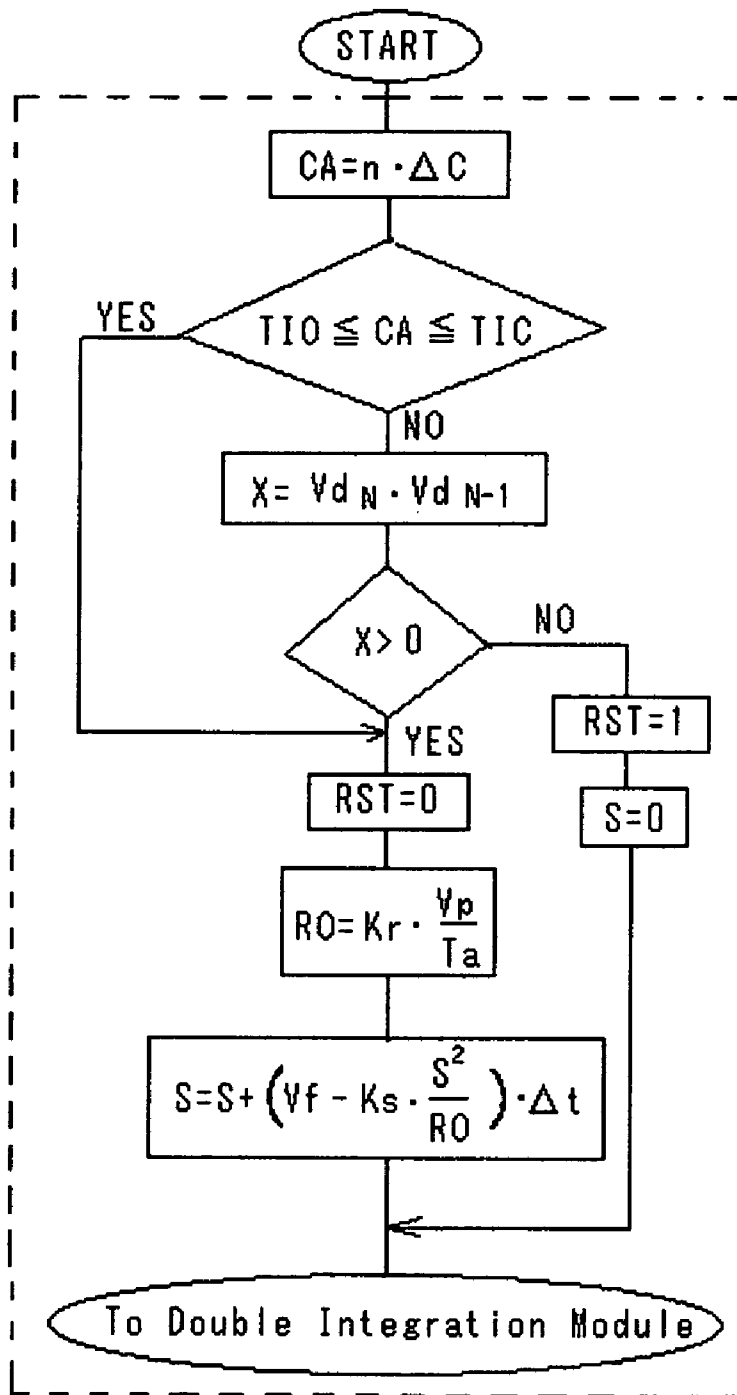 START
CA=n·ΔC
YES
TIO ≦ CA ≦ TIC
NO
X= Vd N · Vd N-1
X> 0
NO
YES
RST=1
RST=0
S=0
RO=Kr· Vp/Ta
S=S+(Vf-Ks· S²/RO )·Δt
To Double Integration Module